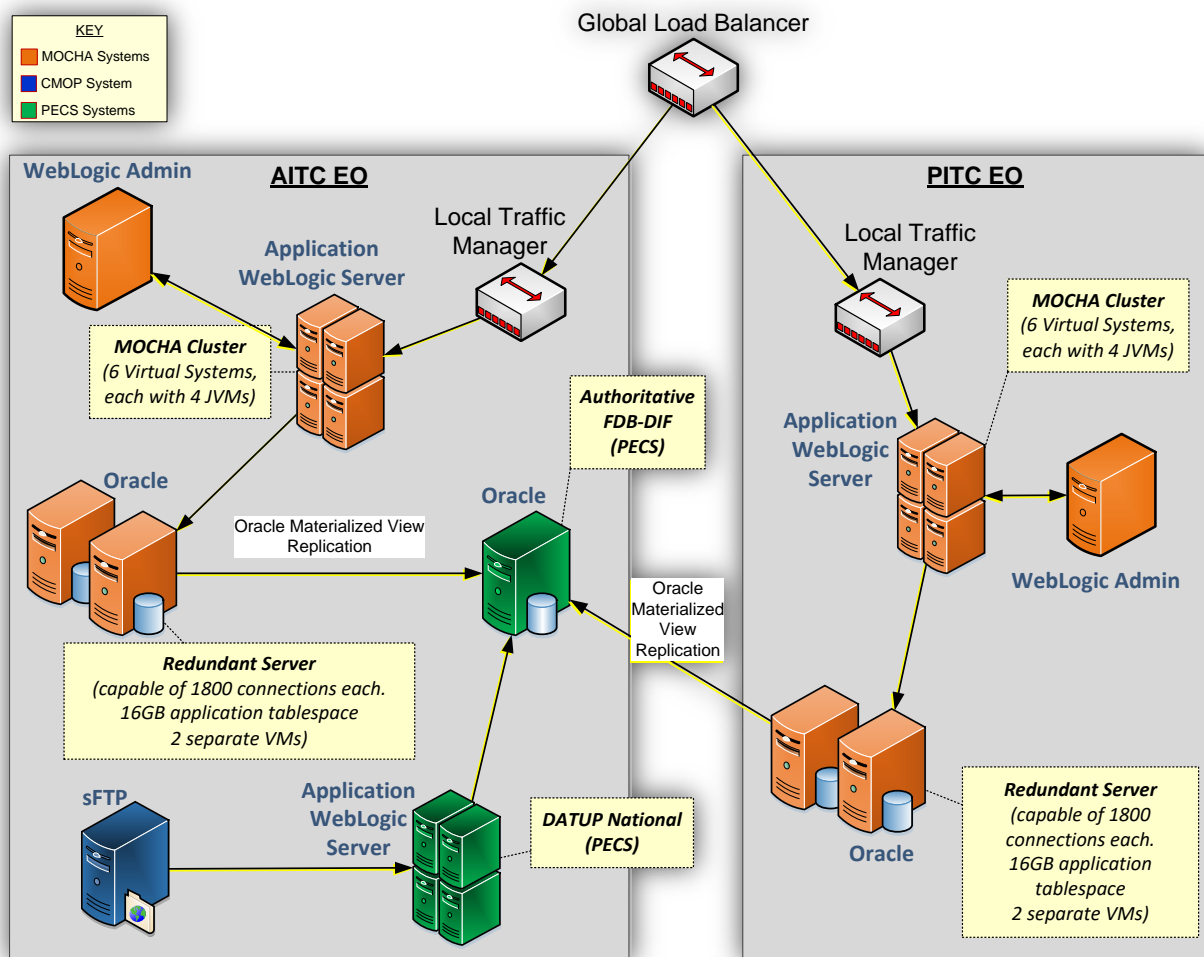 Global Load Balancer
KEY
MOCHA Systems
CMOP System
PECS Systems
AITC EO
WebLogic Admin
Local Traffic
Manager
Application
WebLogic Server
MOCHA Cluster
(6 Virtual Systems,
each with 4 JVMs)
Authoritative
FDB-DIF
(PECS)
Oracle
Oracle Materialized View
Replication
Oracle
Redundant Server
(capable of 1800 connections each.
16GB application tablespace
2 separate VMs)
sFTP
Application
WebLogic
Server
DATUP National
(PECS)
Oracle
Materialized
View
Replication
PITC EO
Local Traffic
Manager
MOCHA Cluster
(6 Virtual Systems,
each with 4 JVMs)
Application
WebLogic
Server
WebLogic Admin
Oracle
Redundant Server
(capable of 1800
connections each.
16GB application
tablespace
2 separate VMs)